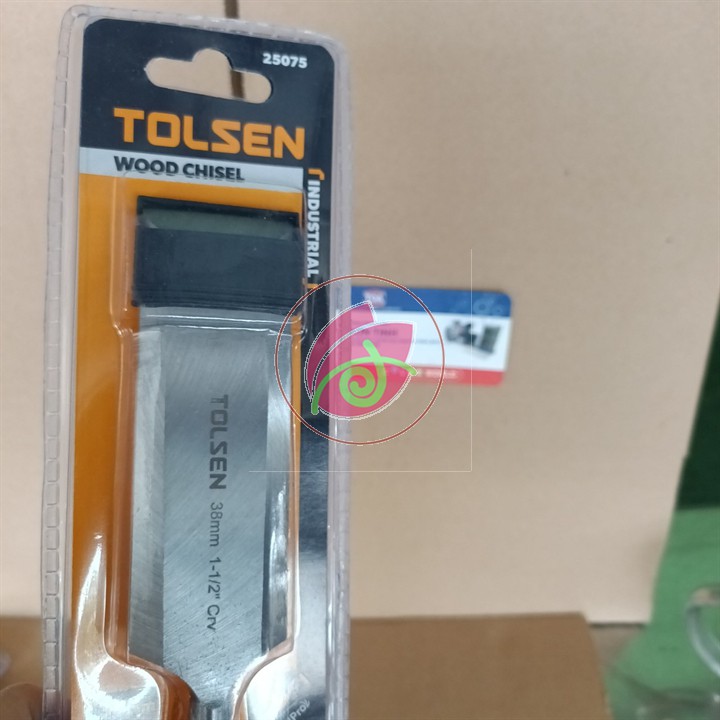 25075
TOLSEN
WOOD CHISEL
INDUSTRIAL
TOLSEN
38mm 1-1/2" Crv